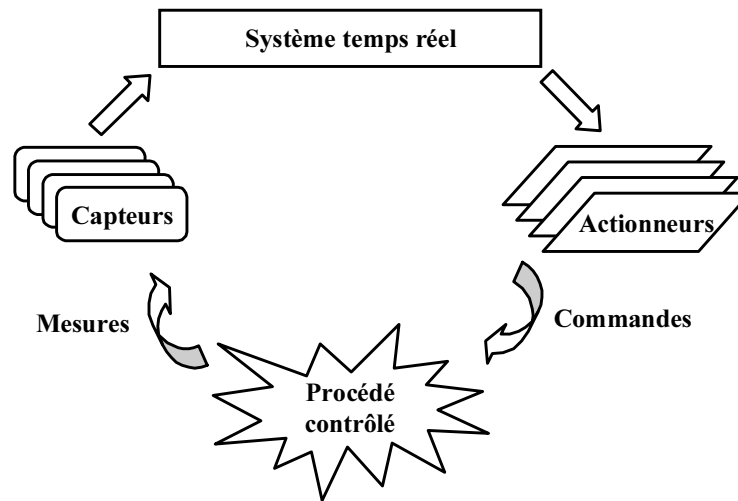 Système temps réel
Capteurs
Actionneurs
Mesures
Commandes
Procédé
contrôlé